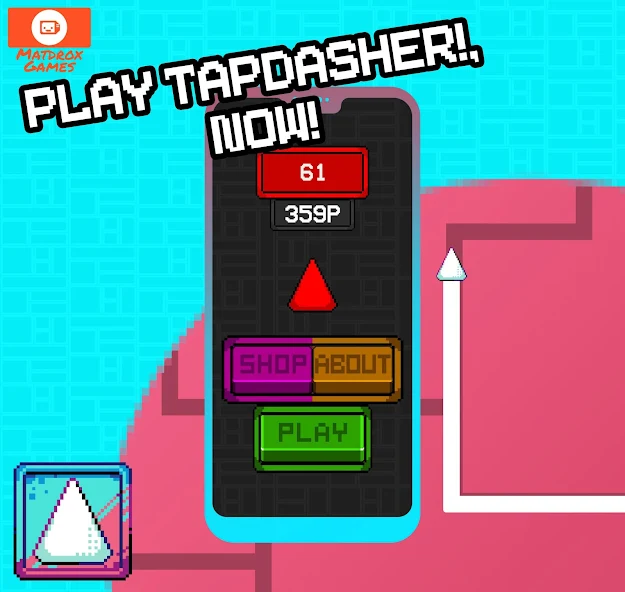 Matdrox
Games
PLAY TAPDASHER!,
NOW!
61
359P
SHOP ABOUT
PLAY